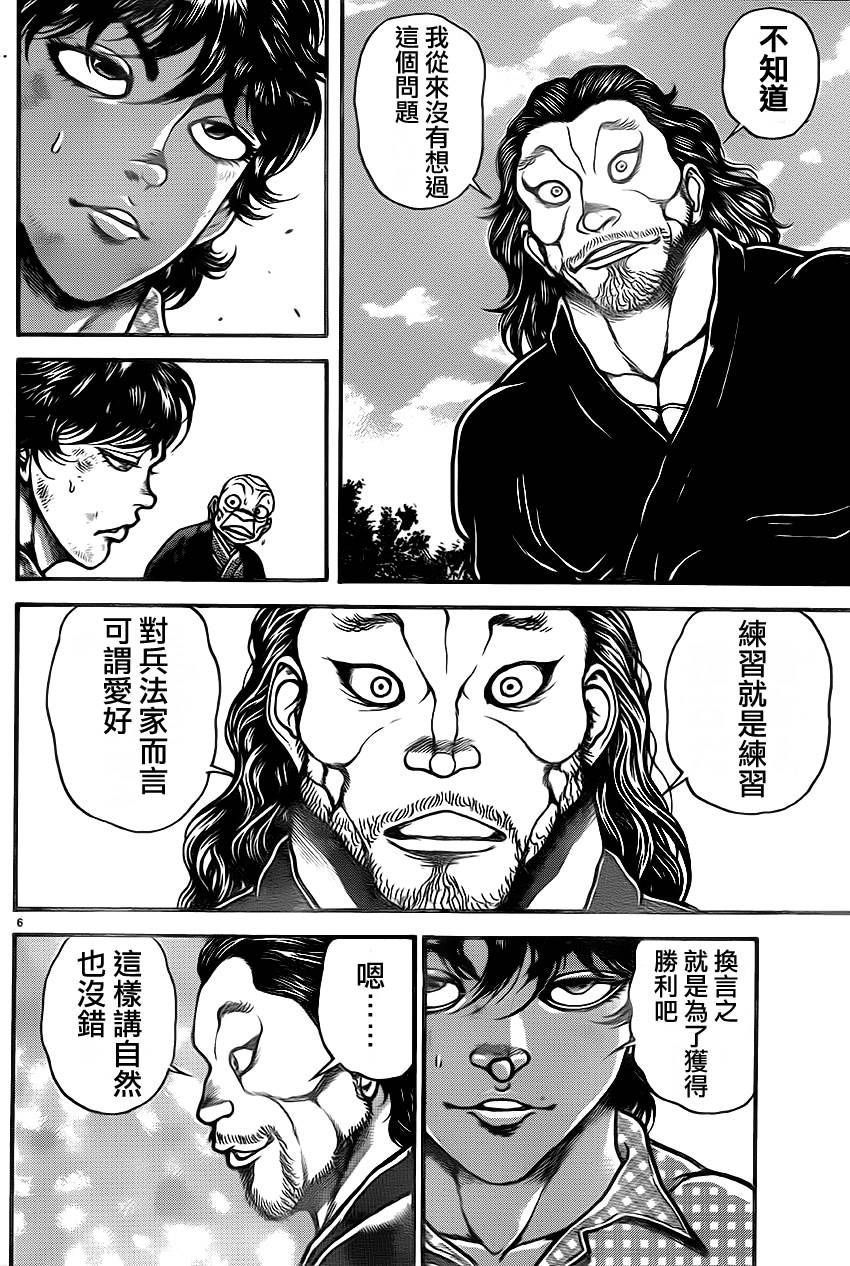 不知道
我從來沒有想過
這個問題
練習就是練習
對兵法家而言
可謂愛好
6
換言之
就是為了獲得
勝利吧
嗯……
這樣講自然
也沒錯